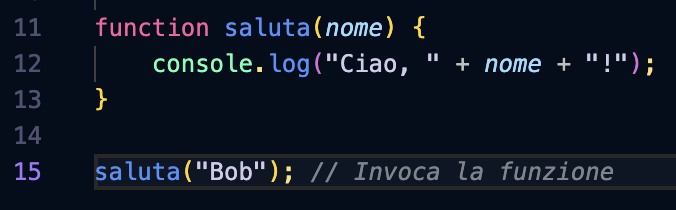 11 function saluta(nome) {
12     console.log("Ciao, " + nome + "!");
13 }
14
15 saluta("Bob"); // Invoca la funzione